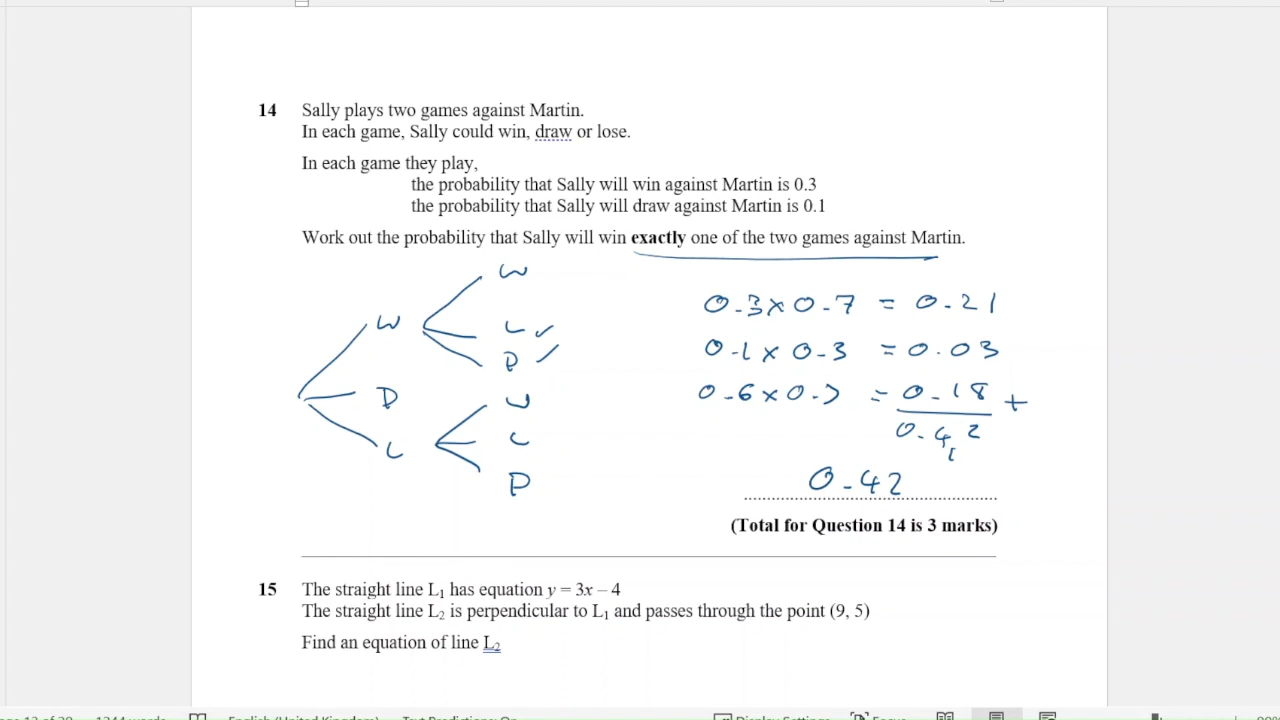 14 Sally plays two games against Martin.
In each game, Sally could win, draw or lose.
In each game they play,
the probability that Sally will win against Martin is 0.3
the probability that Sally will draw against Martin is 0.1
Work out the probability that Sally will win exactly one of the two games against Martin.
W
W
L ✓
D
D
W
L
L
D
0.3 × 0.7 = 0.21
0.1 × 0.3 = 0.03
0.6 × 0.3 = 0.18 +
0.42
1
0.42
(Total for Question 14 is 3 marks)
15 The straight line L₁ has equation y = 3x – 4
The straight line L₂ is perpendicular to L₁ and passes through the point (9, 5)
Find an equation of line L₂